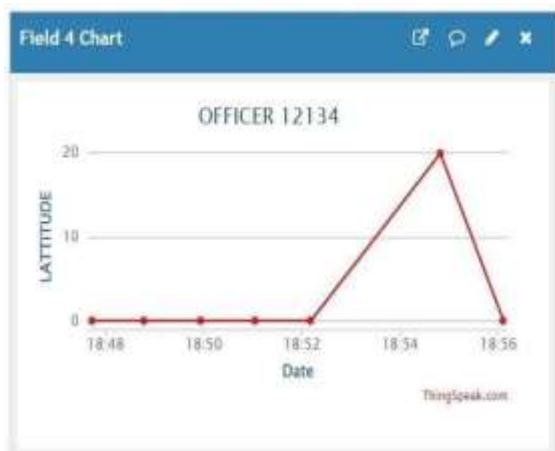 Field 4 Chart
OFFICER 12134
LATTITUDE
20
10
0
18:48 18:50 18:52 18:54 18:56
Date
ThingSpeak.com